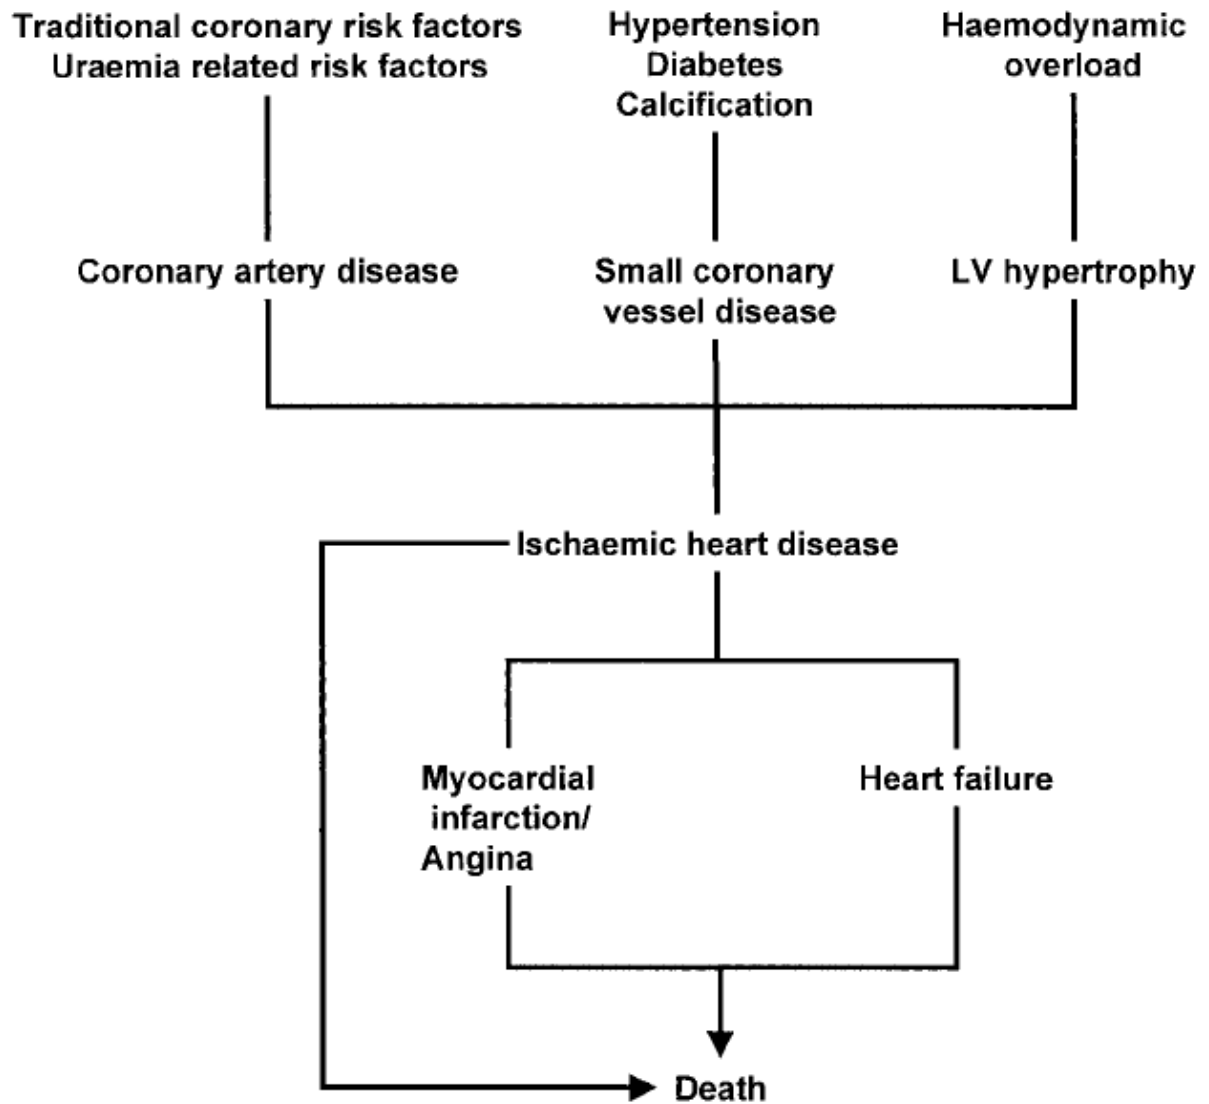 Traditional coronary risk factors
Uraemia related risk factors
Hypertension
Diabetes
Calcification
Haemodynamic
overload
Coronary artery disease
Small coronary
vessel disease
LV hypertrophy
Ischaemic heart disease
Myocardial
infarction/
Angina
Heart failure
Death